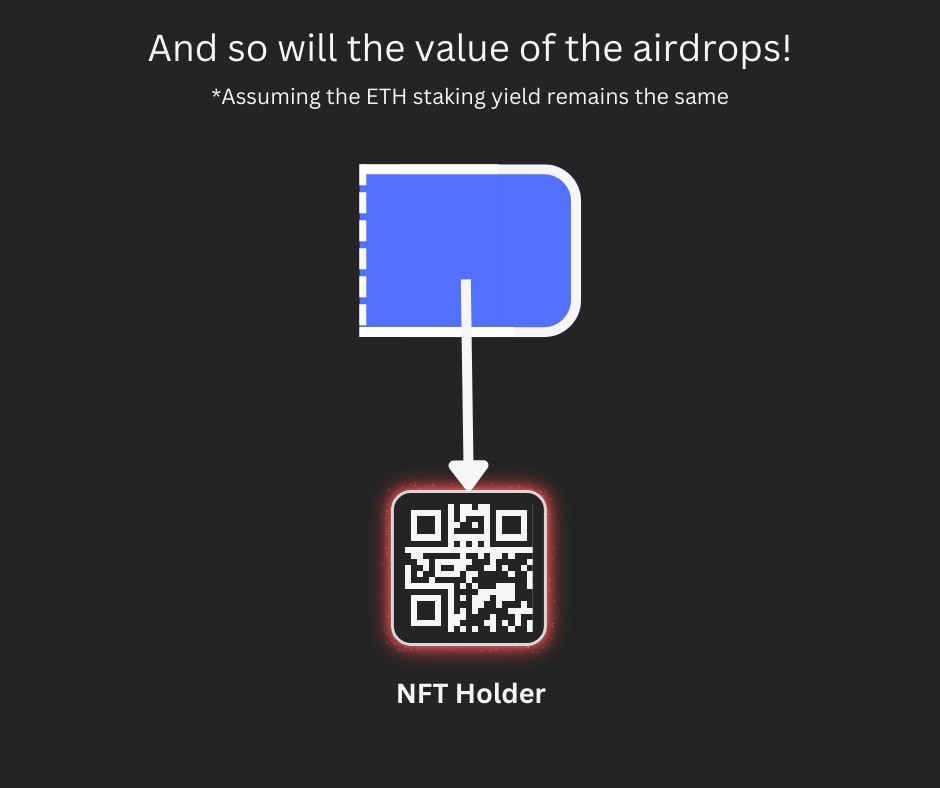 And so will the value of the airdrops!
*Assuming the ETH staking yield remains the same
NFT Holder